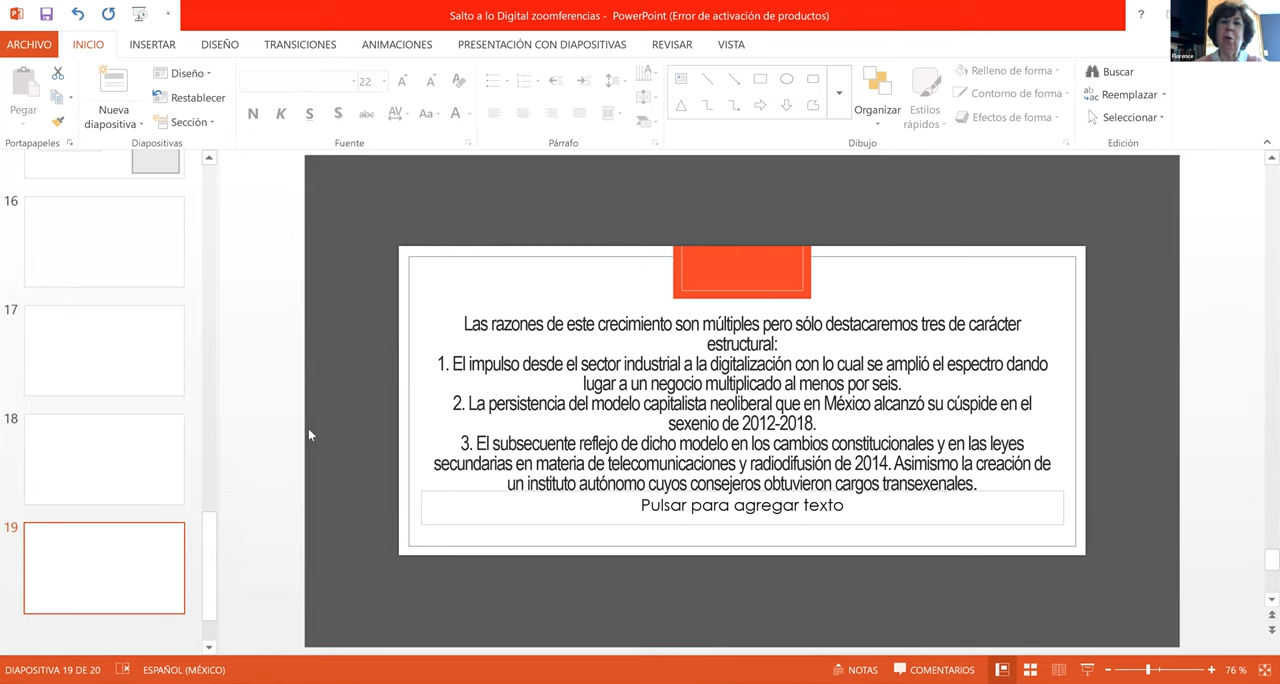 Salto a lo Digital zoomferencias - PowerPoint (Error de activación de productos)
?
Florence
ARCHIVO INICIO INSERTAR DISEÑO TRANSICIONES ANIMACIONES PRESENTACIÓN CON DIAPOSITIVAS REVISAR VISTA
Pegar
Nueva
diapositiva
Diseño
Restablecer
Sección
22
N K S S abc AV Aa A
Organizar
Estilos
rápidos
Relleno de forma
Contorno de forma
Efectos de forma
Buscar
Reemplazar
Seleccionar
Portapapeles Diapositivas Fuente Párrafo Dibujo Edición
16
17
18
19
Las razones de este crecimiento son múltiples pero sólo destacaremos tres de carácter
estructural:
1. El impulso desde el sector industrial a la digitalización con lo cual se amplió el espectro dando
lugar a un negocio multiplicado al menos por seis.
2. La persistencia del modelo capitalista neoliberal que en México alcanzó su cúspide en el
sexenio de 2012-2018.
3. El subsecuente reflejo de dicho modelo en los cambios constitucionales y en las leyes
secundarias en materia de telecomunicaciones y radiodifusión de 2014. Asimismo la creación de
un instituto autónomo cuyos consejeros obtuvieron cargos transexenales.
Pulsar para agregar texto
DIAPOSITIVA 19 DE 20 ESPAÑOL (MÉXICO) NOTAS COMENTARIOS 76 %